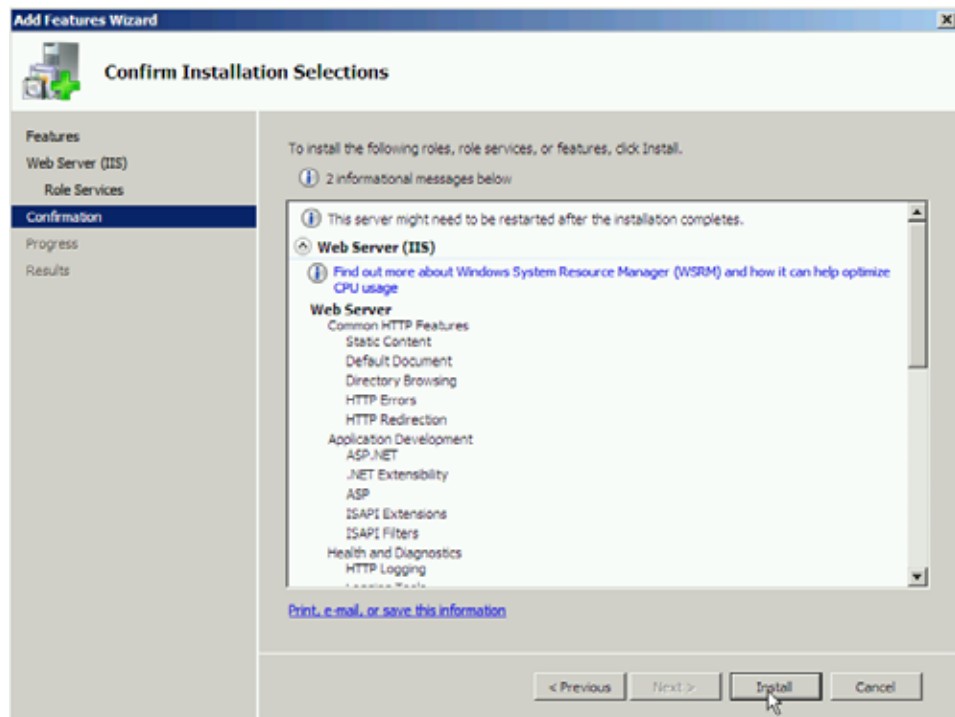 Add Features Wizard
Confirm Installation Selections
Features
Web Server (IIS)
Role Services
Confirmation
Progress
Results
To install the following roles, role services, or features, click Install.
2 informational messages below
This server might need to be restarted after the installation completes.
Web Server (IIS)
Find out more about Windows System Resource Manager (WSRM) and how it can help optimize
CPU usage
Web Server
Common HTTP Features
Static Content
Default Document
Directory Browsing
HTTP Errors
HTTP Redirection
Application Development
ASP.NET
.NET Extensibility
ASP
ISAPI Extensions
ISAPI Filters
Health and Diagnostics
HTTP Logging
Print, e-mail, or save this information
< Previous
Next >
Install
Cancel